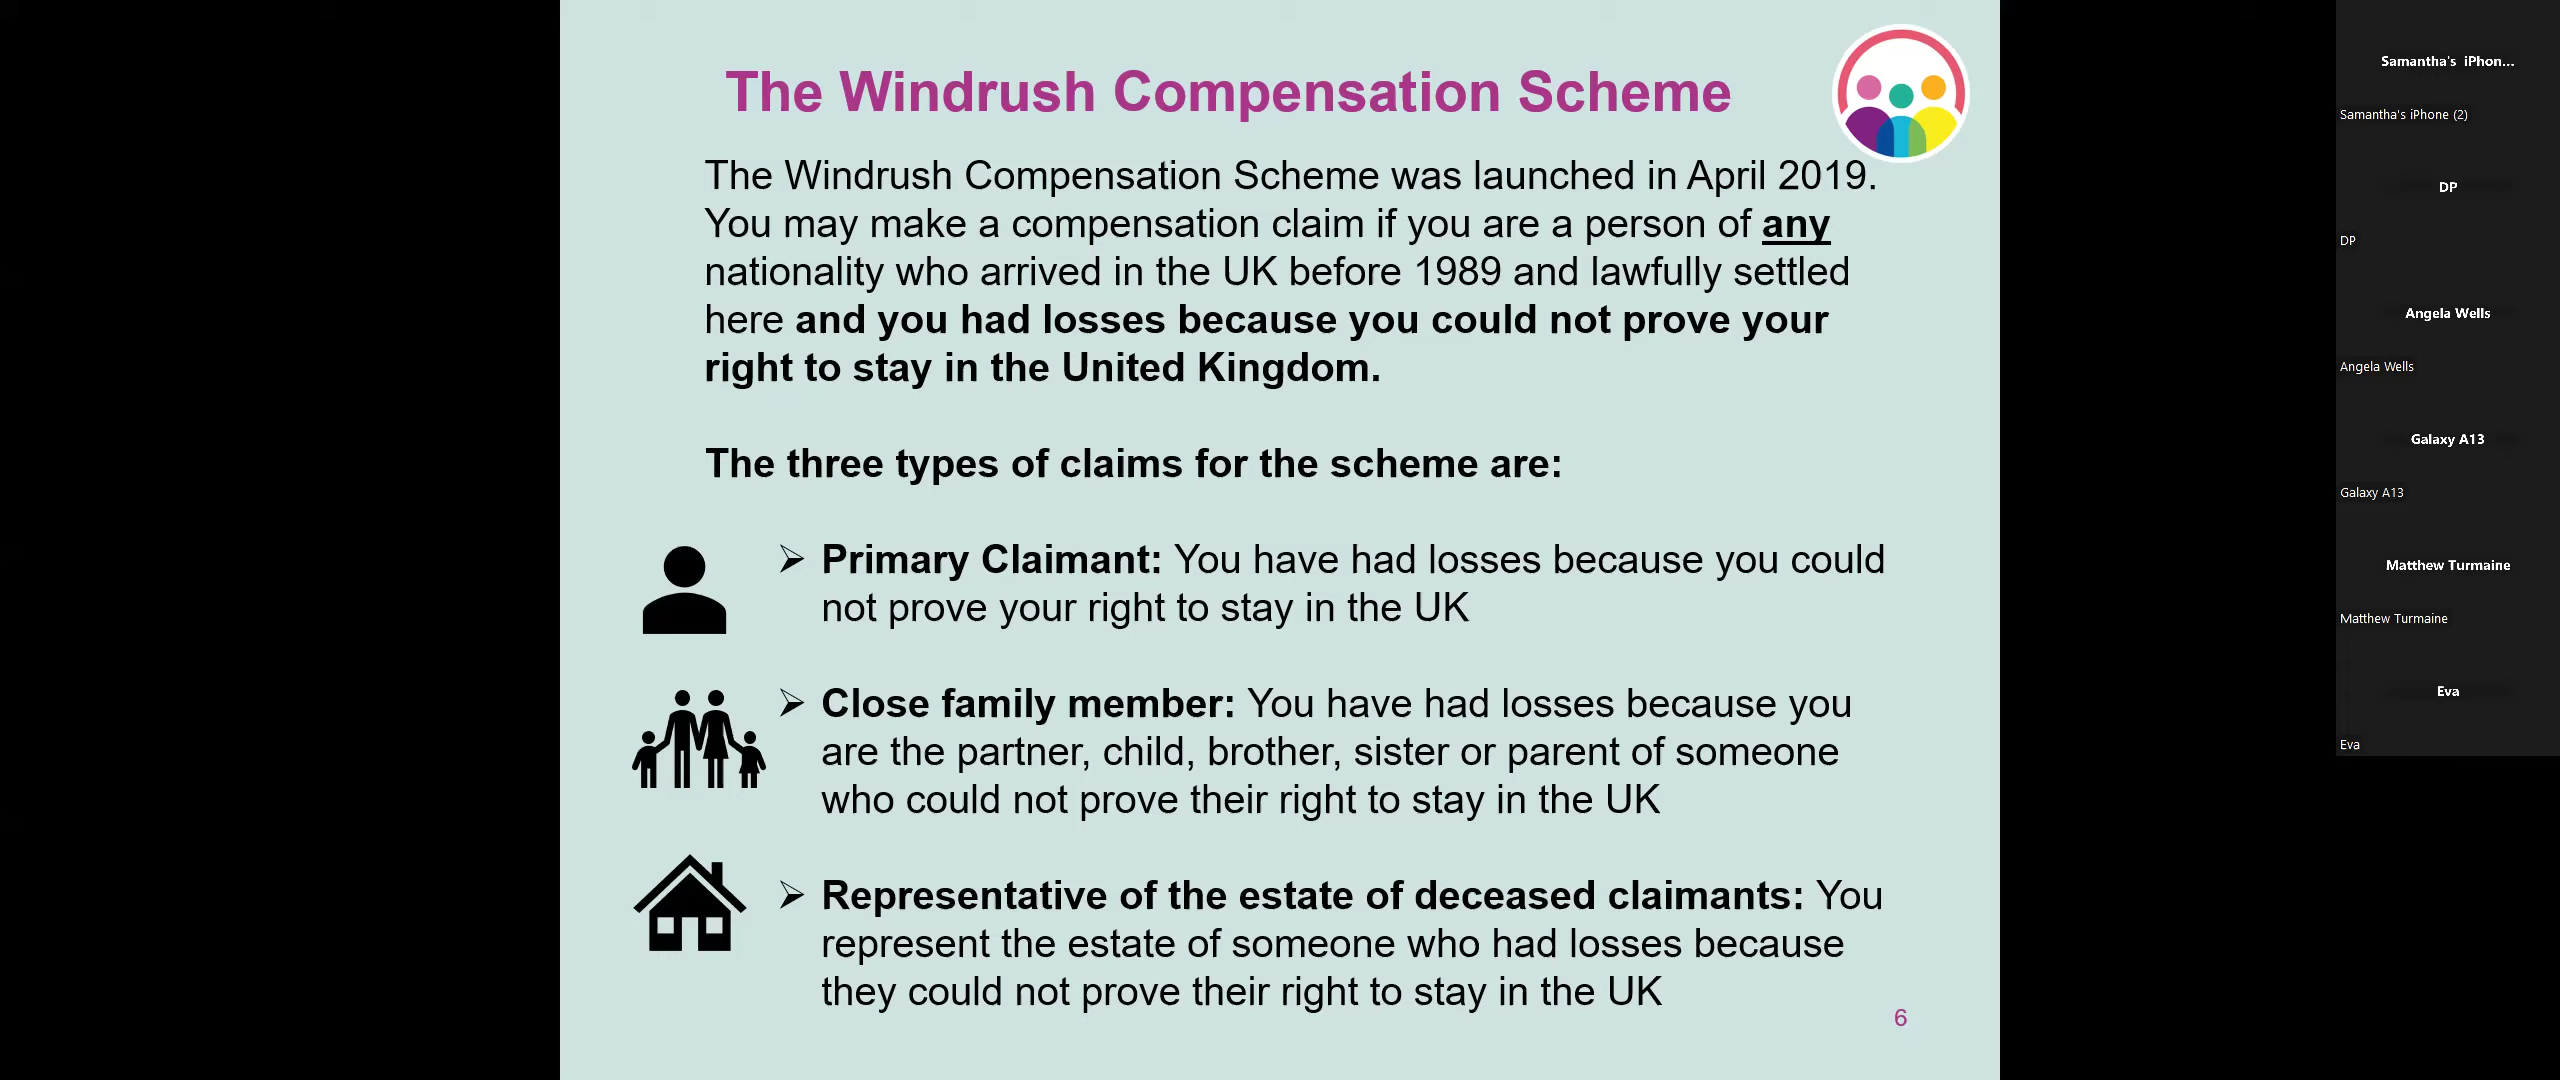 The Windrush Compensation Scheme
The Windrush Compensation Scheme was launched in April 2019.
You may make a compensation claim if you are a person of any
nationality who arrived in the UK before 1989 and lawfully settled
here and you had losses because you could not prove your
right to stay in the United Kingdom.
The three types of claims for the scheme are:
Primary Claimant: You have had losses because you could
not prove your right to stay in the UK
Close family member: You have had losses because you
are the partner, child, brother, sister or parent of someone
who could not prove their right to stay in the UK
Representative of the estate of deceased claimants: You
represent the estate of someone who had losses because
they could not prove their right to stay in the UK
6
Samantha's iPhon...
Samantha's iPhone (2)
DP
DP
Angela Wells
Angela Wells
Galaxy A13
Galaxy A13
Matthew Turmaine
Matthew Turmaine
Eva
Eva